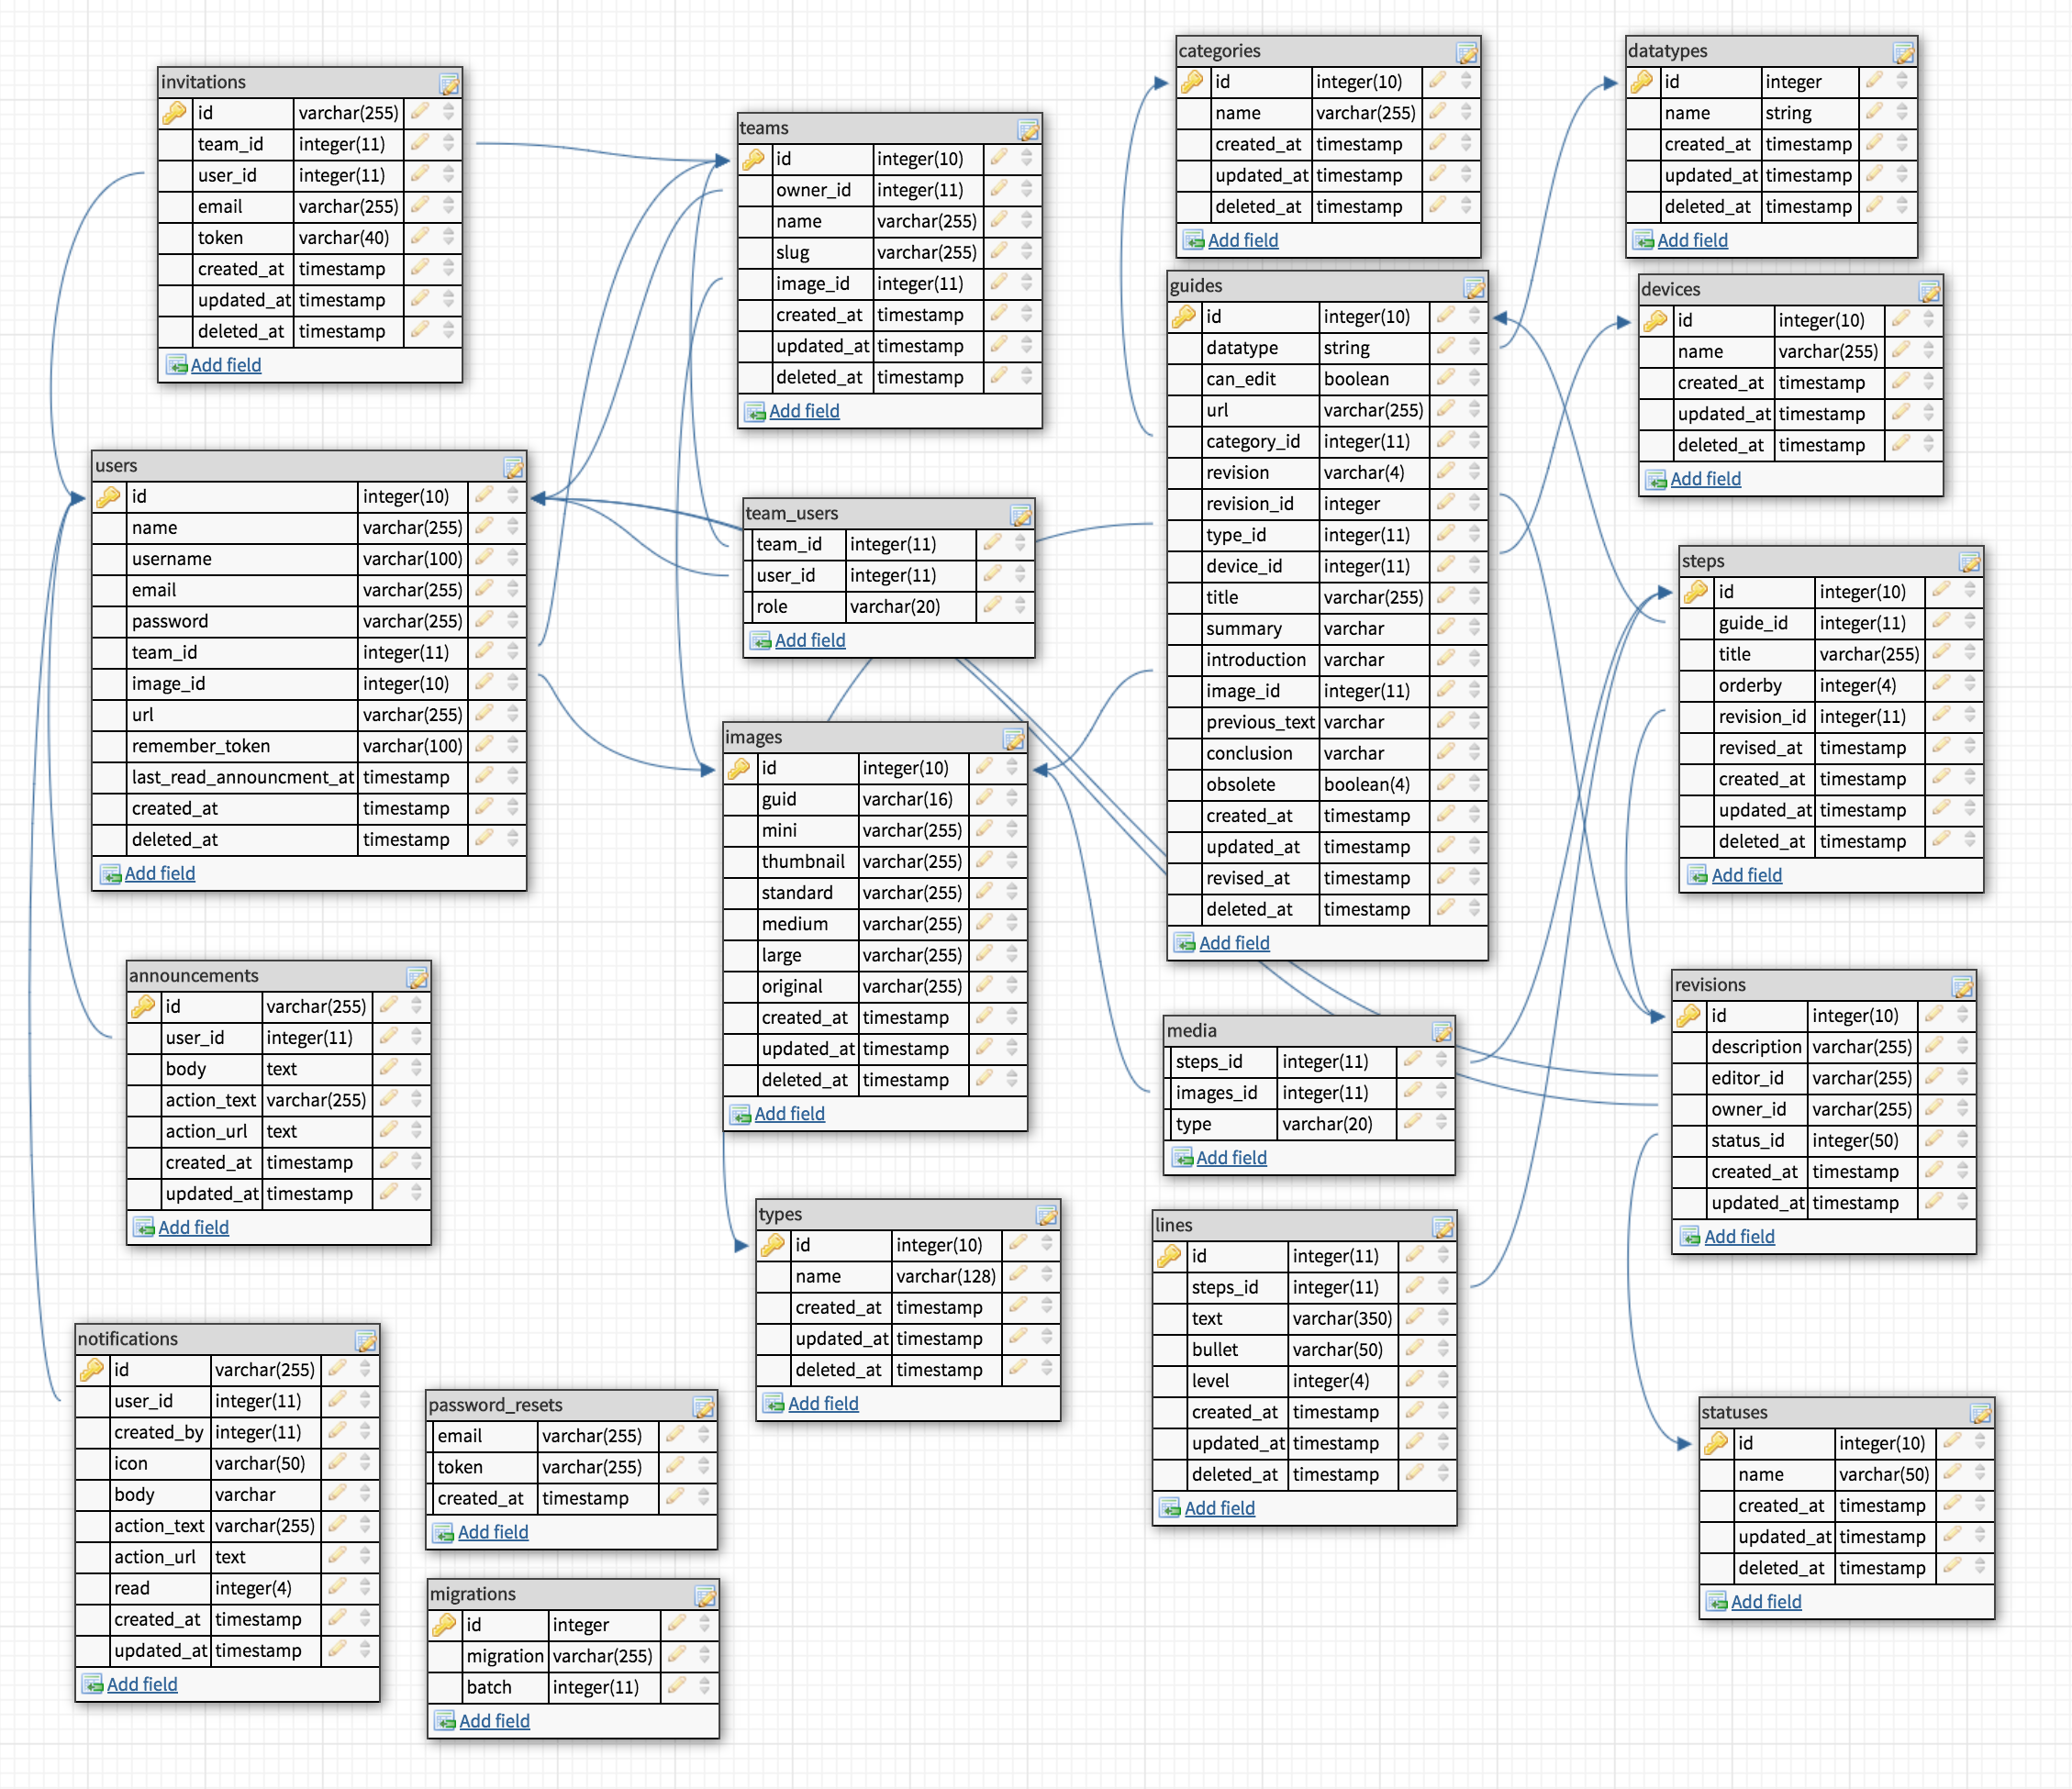 invitations
id varchar(255)
team_id integer(11)
user_id integer(11)
email varchar(255)
token varchar(40)
created_at timestamp
updated_at timestamp
deleted_at timestamp
Add field
users
id integer(10)
name varchar(255)
username varchar(100)
email varchar(255)
password varchar(255)
team_id integer(11)
image_id integer(10)
url varchar(255)
remember_token varchar(100)
last_read_announcment_at timestamp
created_at timestamp
deleted_at timestamp
Add field
announcements
id varchar(255)
user_id integer(11)
body text
action_text varchar(255)
action_url text
created_at timestamp
updated_at timestamp
Add field
notifications
id varchar(255)
user_id integer(11)
created_by integer(11)
icon varchar(50)
body varchar
action_text varchar(255)
action_url text
read integer(4)
created_at timestamp
updated_at timestamp
Add field
password_resets
email varchar(255)
token varchar(255)
created_at timestamp
Add field
migrations
id integer
migration varchar(255)
batch integer(11)
Add field
teams
id integer(10)
owner_id integer(11)
name varchar(255)
slug varchar(255)
image_id integer(11)
created_at timestamp
updated_at timestamp
deleted_at timestamp
Add field
team_users
team_id integer(11)
user_id integer(11)
role varchar(20)
Add field
images
id integer(10)
guid varchar(16)
mini varchar(255)
thumbnail varchar(255)
standard varchar(255)
medium varchar(255)
large varchar(255)
original varchar(255)
created_at timestamp
updated_at timestamp
deleted_at timestamp
Add field
types
id integer(10)
name varchar(128)
created_at timestamp
updated_at timestamp
deleted_at timestamp
Add field
categories
id integer(10)
name varchar(255)
created_at timestamp
updated_at timestamp
deleted_at timestamp
Add field
guides
id integer(10)
datatype string
can_edit boolean
url varchar(255)
category_id integer(11)
revision varchar(4)
revision_id integer
type_id integer(11)
device_id integer(11)
title varchar(255)
summary varchar
introduction varchar
image_id integer(11)
previous_text varchar
conclusion varchar
obsolete boolean(4)
created_at timestamp
updated_at timestamp
revised_at timestamp
deleted_at timestamp
Add field
media
steps_id integer(11)
images_id integer(11)
type varchar(20)
Add field
lines
id integer(11)
steps_id integer(11)
text varchar(350)
bullet varchar(50)
level integer(4)
created_at timestamp
updated_at timestamp
deleted_at timestamp
Add field
datatypes
id integer
name string
created_at timestamp
updated_at timestamp
deleted_at timestamp
Add field
devices
id integer(10)
name varchar(255)
created_at timestamp
updated_at timestamp
deleted_at timestamp
Add field
steps
id integer(10)
guide_id integer(11)
title varchar(255)
orderby integer(4)
revision_id integer(11)
revised_at timestamp
created_at timestamp
updated_at timestamp
deleted_at timestamp
Add field
revisions
id integer(10)
description varchar(255)
editor_id varchar(255)
owner_id varchar(255)
status_id integer(50)
created_at timestamp
updated_at timestamp
Add field
statuses
id integer(10)
name varchar(50)
created_at timestamp
updated_at timestamp
deleted_at timestamp
Add field